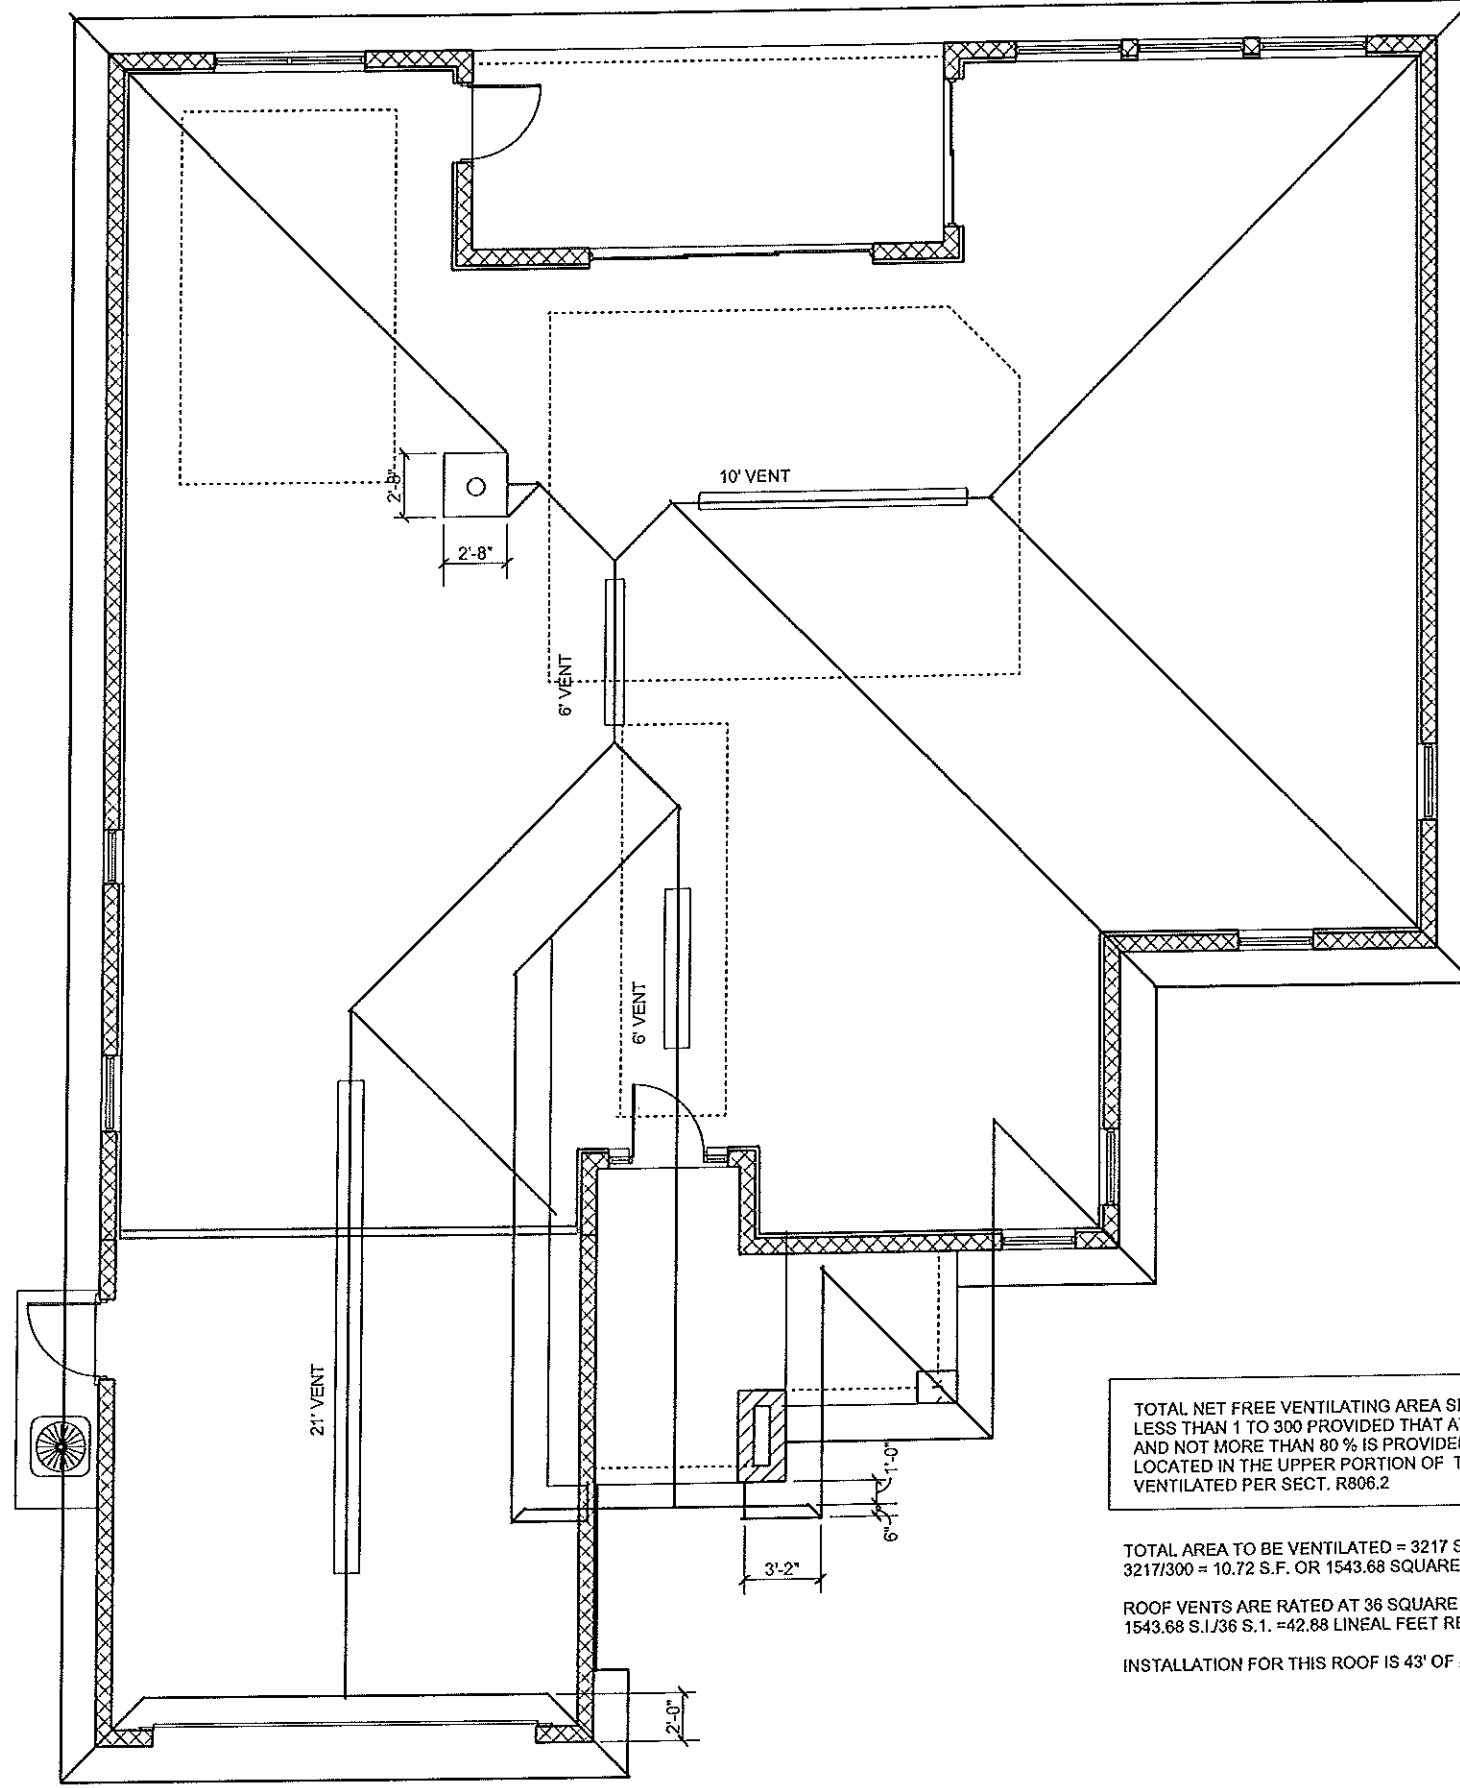 10' VENT
2'-8"
2'-8"
6' VENT
6' VENT
21' VENT
1'-0"
6"
3'-2"
2'-0"
TOTAL NET FREE VENTILATING AREA
LESS THAN 1 TO 300 PROVIDED THAT
AND NOT MORE THAN 80 % IS
LOCATED IN THE UPPER PORTION OF
VENTILATED PER SECT. R806.2
TOTAL AREA TO BE VENTILATED = 3217
3217/300 = 10.72 S.F. OR 1543.68 SQUARE
ROOF VENTS ARE RATED AT 36 SQUARE
1543.68 S.I./36 S.1. =42.88 LINEAL FEET
INSTALLATION FOR THIS ROOF IS 43' OF